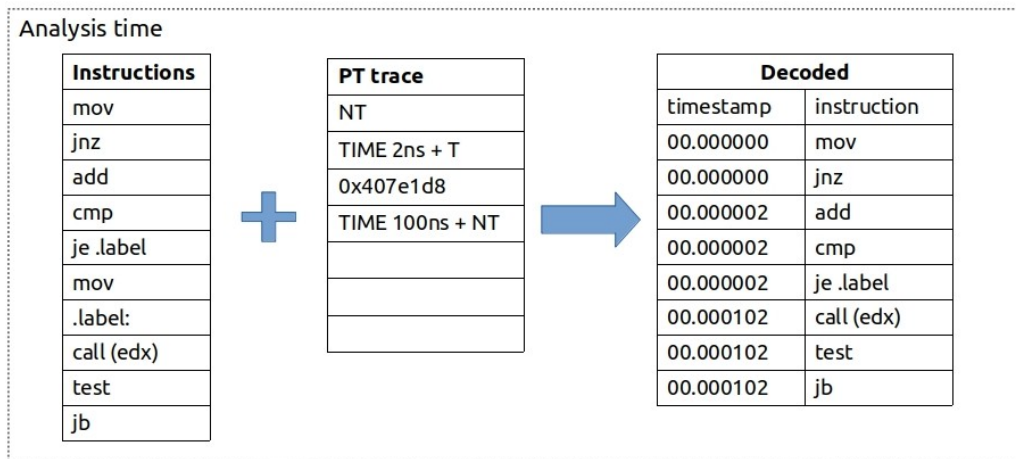 Analysis time
Instructions
mov
jnz
add
cmp
je .label
mov
.label:
call (edx)
test
jb
PT trace
NT
TIME 2ns + T
0x407e1d8
TIME 100ns + NT
Decoded
timestamp instruction
00.000000 mov
00.000000 jnz
00.000002 add
00.000002 cmp
00.000002 je .label
00.000102 call (edx)
00.000102 test
00.000102 jb